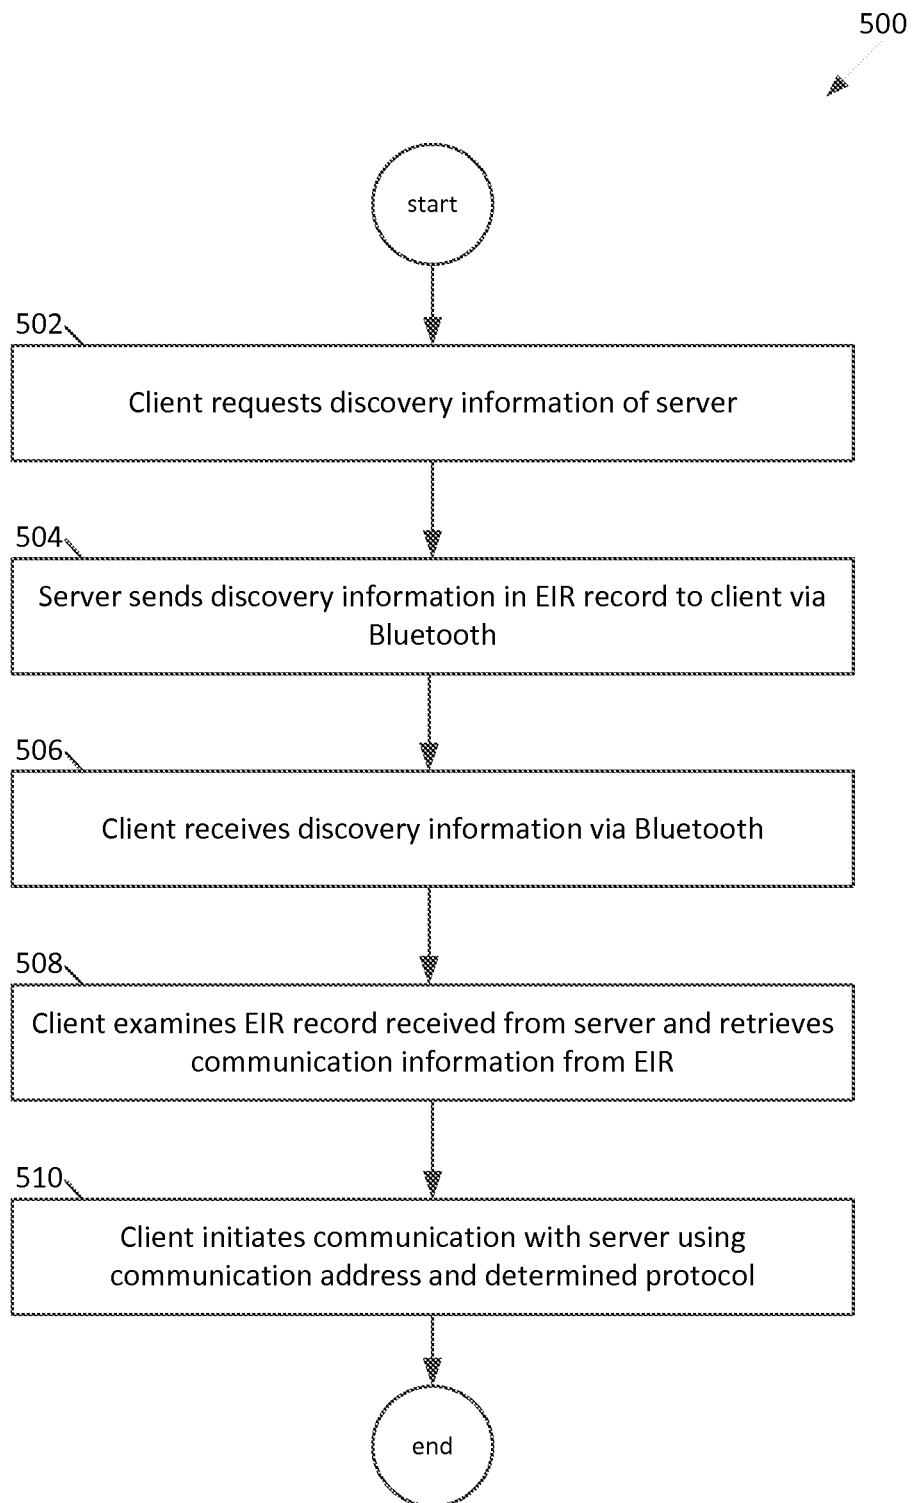 500
start
502
Client requests discovery information of server
504
Server sends discovery information in EIR record to client via
Bluetooth
506
Client receives discovery information via Bluetooth
508
Client examines EIR record received from server and retrieves
communication information from EIR
510
Client initiates communication with server using
communication address and determined protocol
end